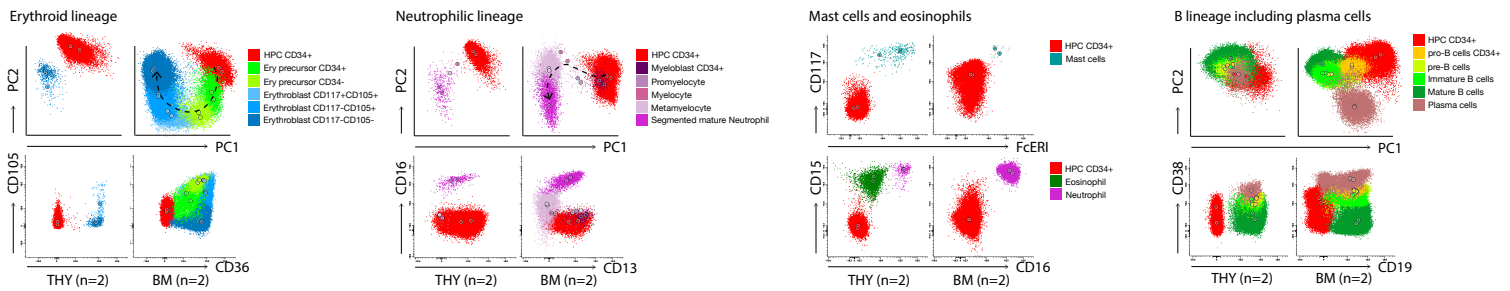 Erythroid lineage
PC2
HPC CD34+
Ery precursor CD34+
Ery precursor CD34-
Erythroblast CD117+CD105+
Erythroblast CD117-CD105+
Erythroblast CD117-CD105-
PC1
CD105
CD36
THY (n=2)
BM (n=2)
Neutrophilic lineage
PC2
HPC CD34+
Myeloblast CD34+
Promyelocyte
Myelocyte
Metamyelocyte
Segmented mature Neutrophil
PC1
CD16
CD13
THY (n=2)
BM (n=2)
Mast cells and eosinophils
CD117
HPC CD34+
Mast cells
FcERI
CD15
HPC CD34+
Eosinophil
Neutrophil
CD16
THY (n=2)
BM (n=2)
B lineage including plasma cells
PC2
HPC CD34+
pro-B cells CD34+
pre-B cells
Immature B cells
Mature B cells
Plasma cells
PC1
CD38
CD19
THY (n=2)
BM (n=2)